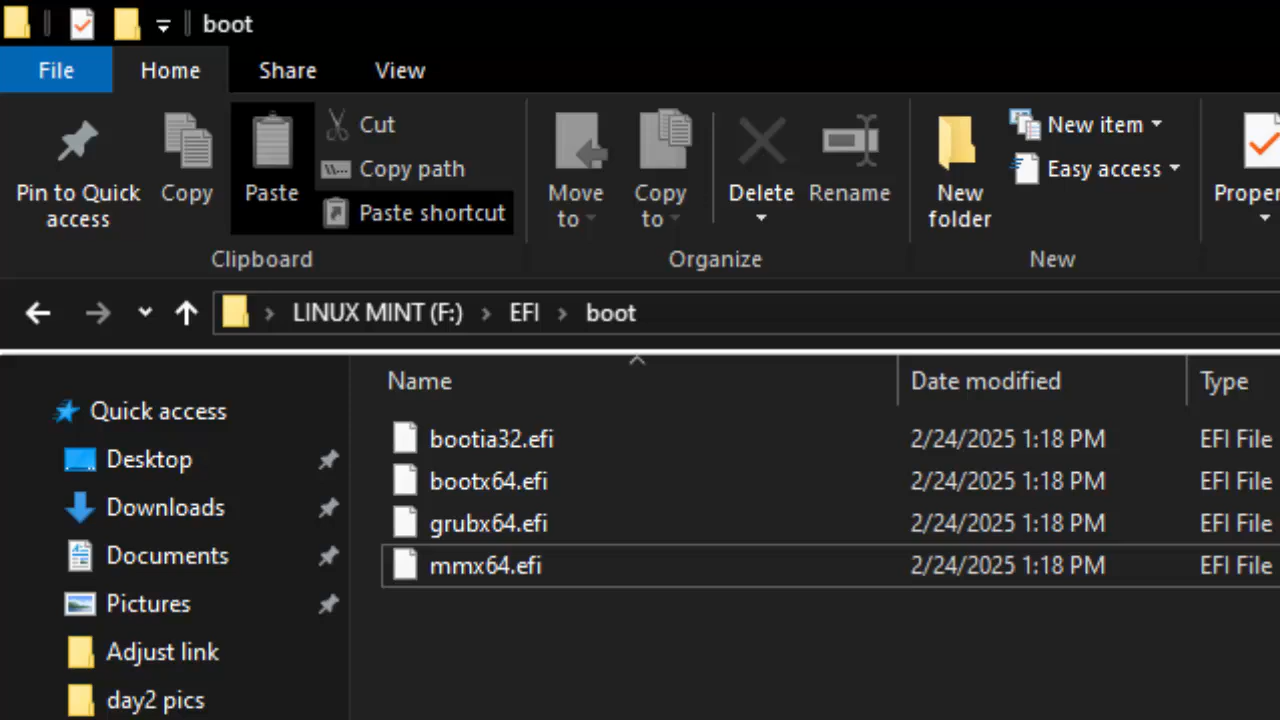 boot
File Home Share View
Pin to Quick access
Copy
Paste
Cut
Copy path
Paste shortcut
Clipboard
Move to
Copy to
Delete
Rename
Organize
New folder
New item
Easy access
New
Proper
LINUX MINT (F:) EFI boot
Quick access
Desktop
Downloads
Documents
Pictures
Adjust link
day2 pics
Name Date modified Type
bootia32.efi 2/24/2025 1:18 PM EFI File
bootx64.efi 2/24/2025 1:18 PM EFI File
grubx64.efi 2/24/2025 1:18 PM EFI File
mmx64.efi 2/24/2025 1:18 PM EFI File